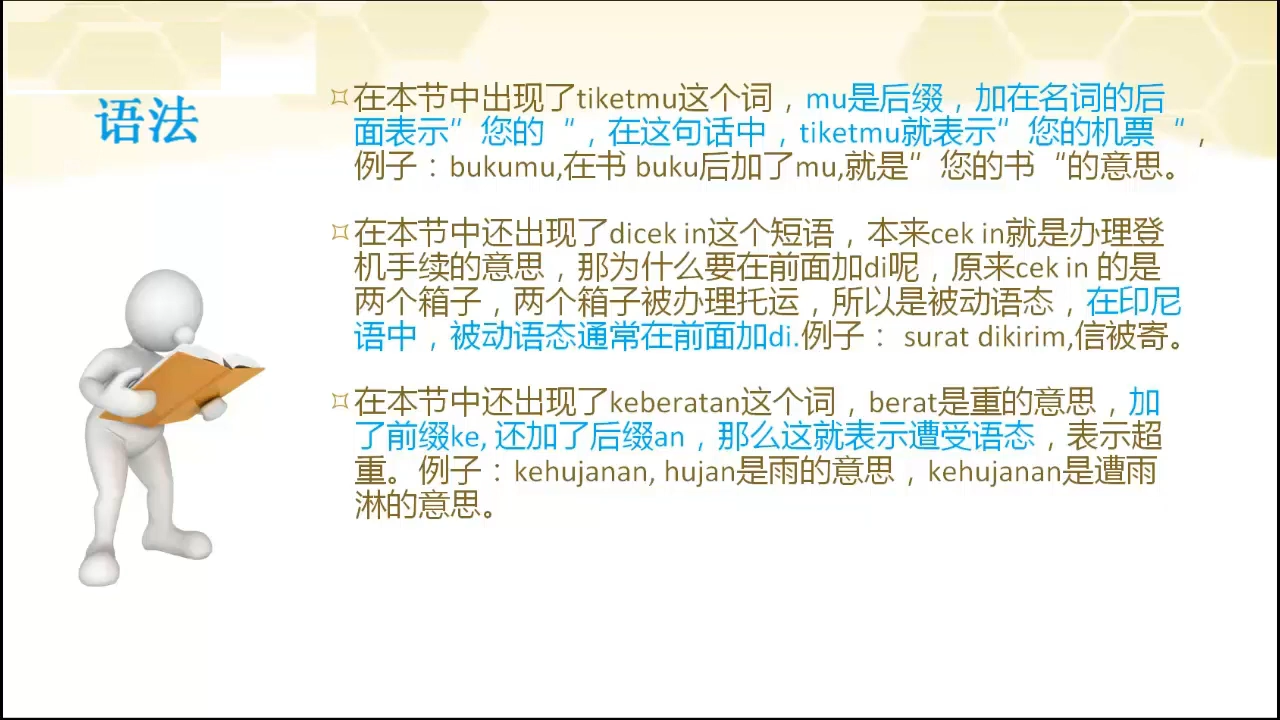 语法
在本节中出现了tiketmu这个词，mu是后缀，加在名词的后
面表示”您的“，在这句话中，tiketmu就表示”您的机票“，
例子：bukumu,在书 buku后加了mu,就是”您的书“的意思。
在本节中还出现了dicek in这个短语，本来cek in就是办理登
机手续的意思，那为什么要在前面加di呢，原来cek in 的是
两个箱子，两个箱子被办理托运，所以是被动语态，在印尼
语中，被动语态通常在前面加di.例子： surat dikirim,信被寄。
在本节中还出现了keberatan这个词，berat是重的意思，加
了前缀ke, 还加了后缀an，那么这就表示遭受语态，表示超
重。例子：kehujanan, hujan是雨的意思，kehujanan是遭雨
淋的意思。